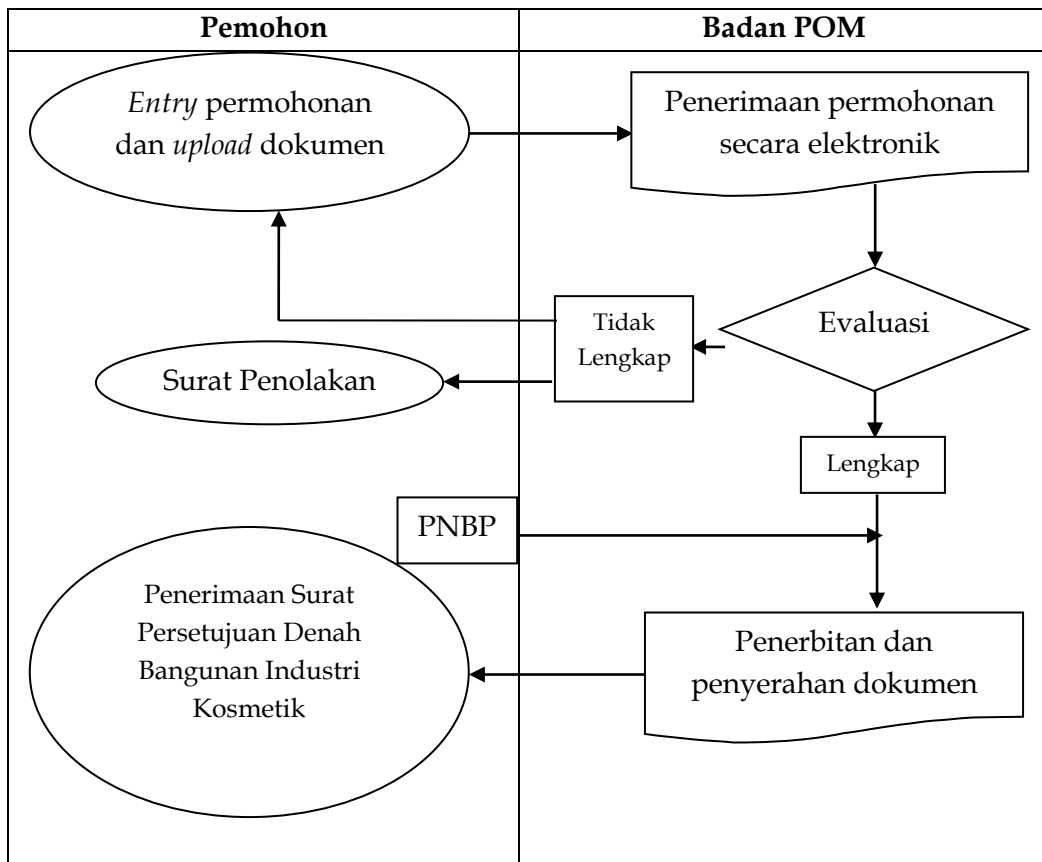 Pemohon
Badan POM
Entry permohonan
dan upload dokumen
Penerimaan permohonan
secara elektronik
Evaluasi
Tidak
Lengkap
Surat Penolakan
Lengkap
PNBP
Penerimaan Surat
Persetujuan Denah
Bangunan Industri
Kosmetik
Penerbitan dan
penyerahan dokumen